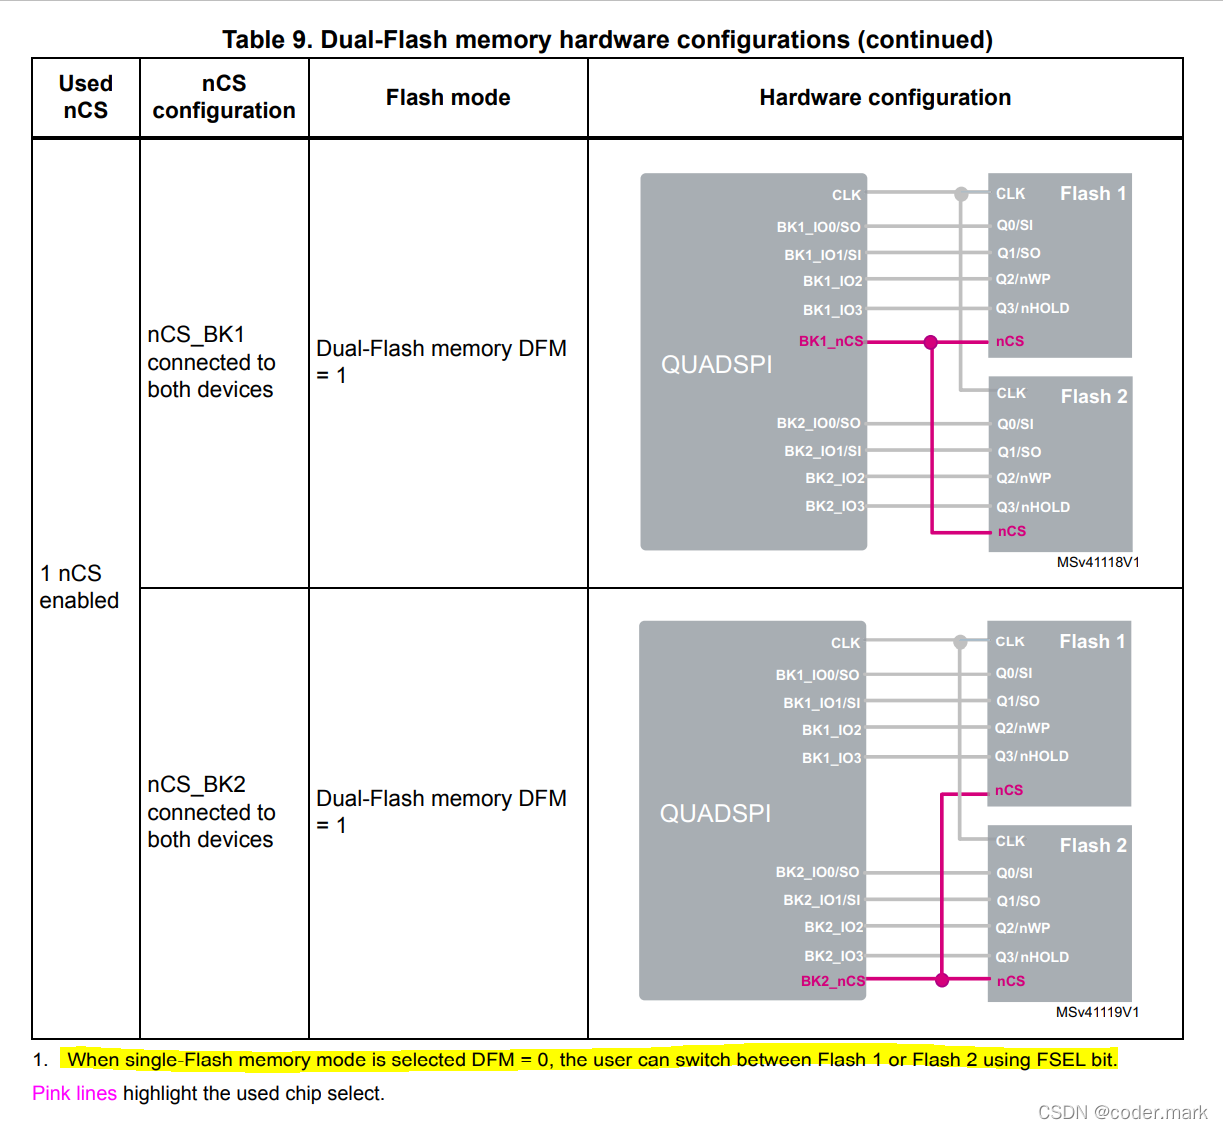 Table 9. Dual-Flash memory hardware configurations (continued)
Used
nCS
nCS
configuration
Flash mode
Hardware configuration
1 nCS
enabled
nCS_BK1
connected to
both devices
Dual-Flash memory DFM
= 1
QUADSPI
CLK
BK1_IO0/SO
BK1_IO1/SI
BK1_IO2
BK1_IO3
BK1_nCS
BK2_IO0/SO
BK2_IO1/SI
BK2_IO2
BK2_IO3
CLK
Flash 1
Q0/SI
Q1/SO
Q2/nWP
Q3/nHOLD
nCS
CLK
Flash 2
Q0/SI
Q1/SO
Q2/nWP
Q3/nHOLD
nCS
MSv41118V1
nCS_BK2
connected to
both devices
Dual-Flash memory DFM
= 1
QUADSPI
CLK
BK1_IO0/SO
BK1_IO1/SI
BK1_IO2
BK1_IO3
BK2_IO0/SO
BK2_IO1/SI
BK2_IO2
BK2_IO3
BK2_nCS
CLK
Flash 1
Q0/SI
Q1/SO
Q2/nWP
Q3/nHOLD
nCS
CLK
Flash 2
Q0/SI
Q1/SO
Q2/nWP
Q3/nHOLD
nCS
MSv41119V1
1. When single-Flash memory mode is selected DFM = 0, the user can switch between Flash 1 or Flash 2 using FSEL bit.
Pink lines highlight the used chip select.
CSDN @coder.mark